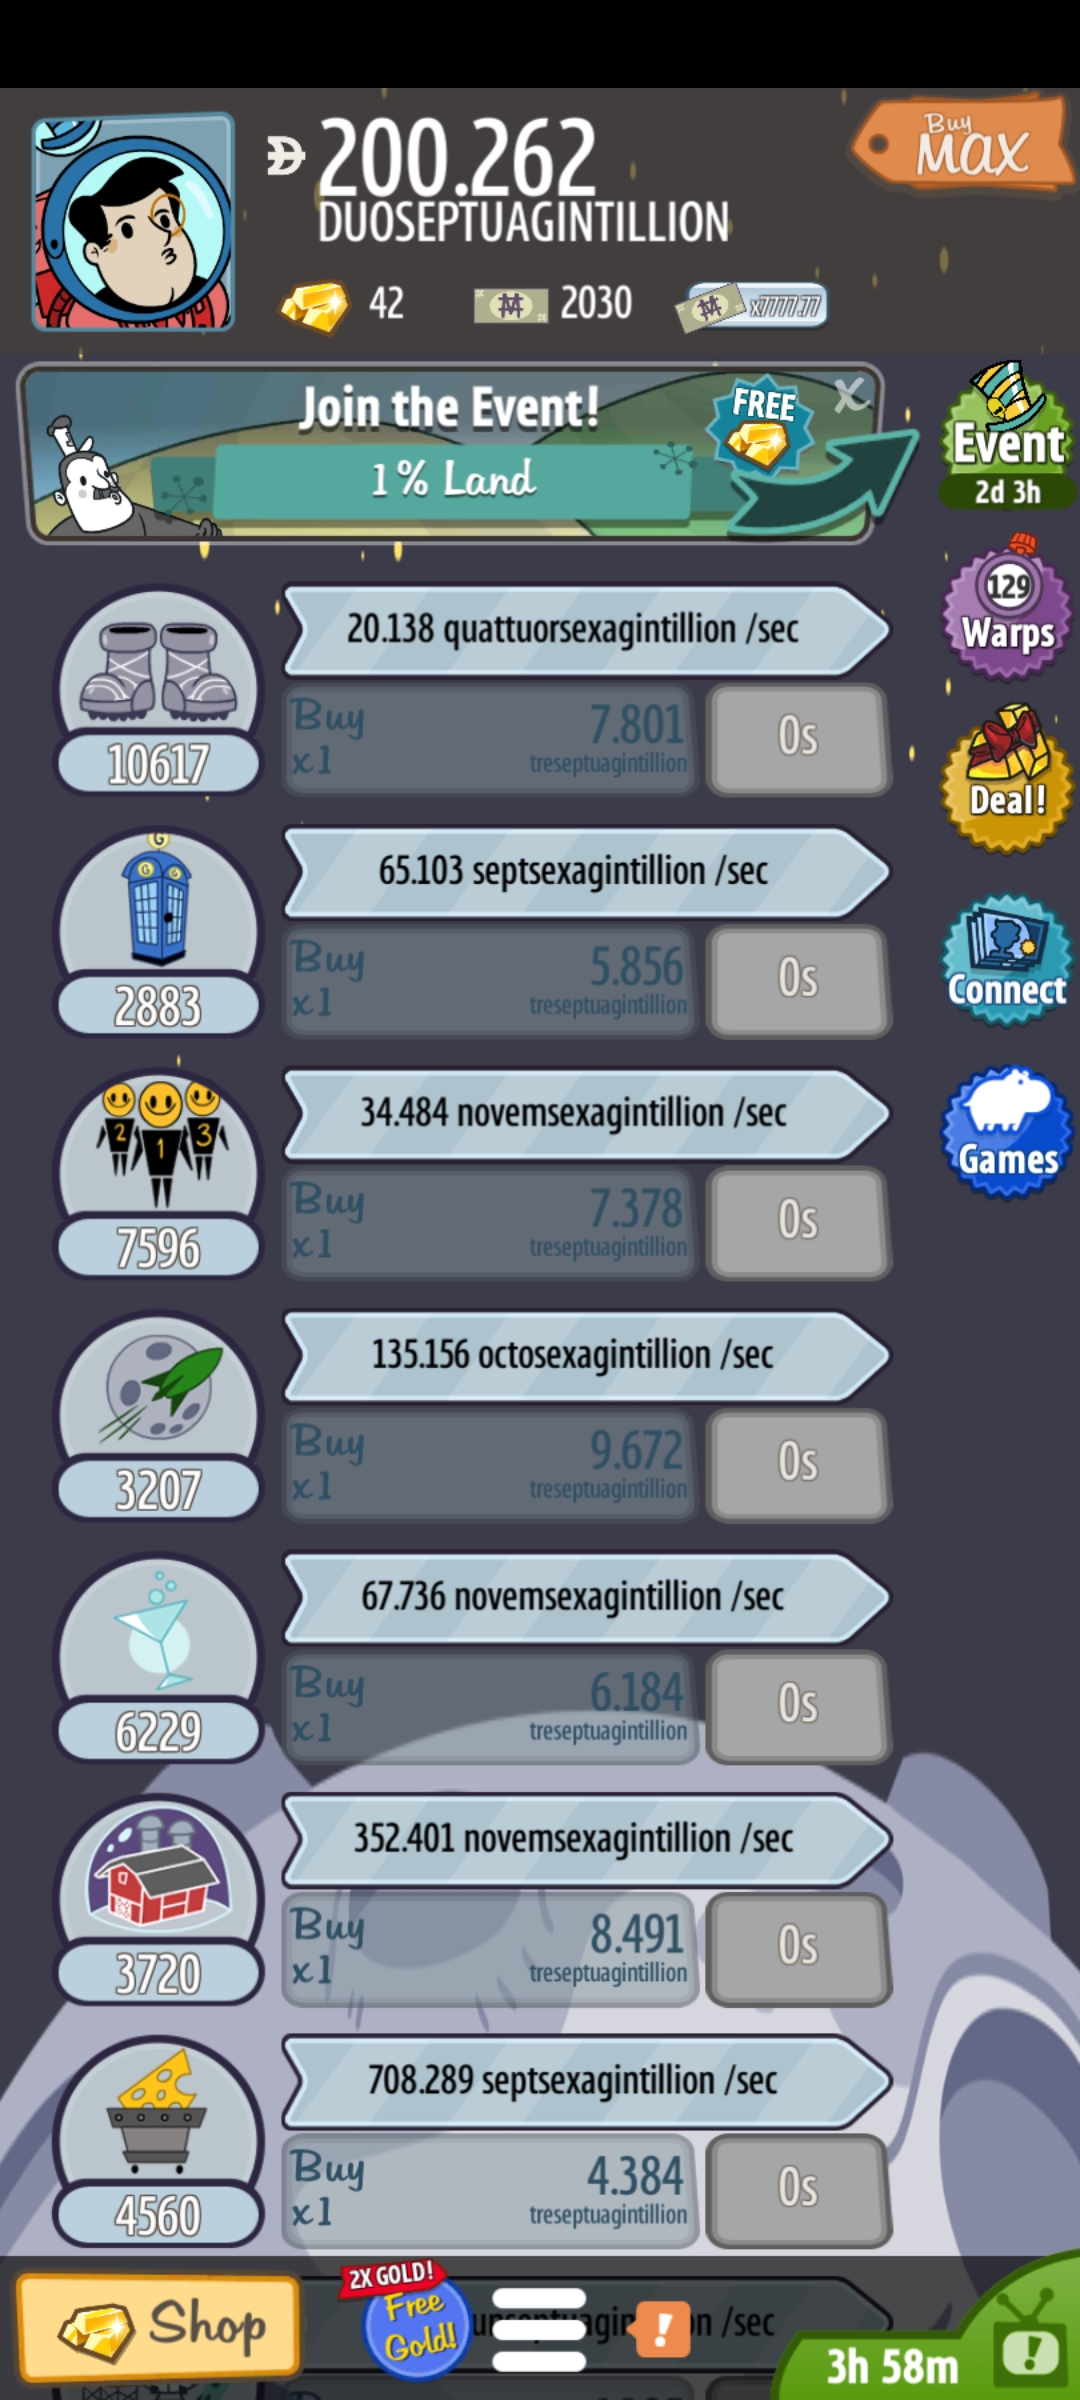 200.262
DUOSEPTUAGINTILLION
Buy
MAX
42
2030
x7777.77
Join the Event!
1% Land
FREE
X
Event
2d 3h
129
Warps
Deal!
Connect
Games
20.138 quattuorsexagintillion /sec
10617
Buy
x1
7.801
treseptuagintillion
0s
65.103 septsexagintillion /sec
G
G
G
2883
Buy
x1
5.856
treseptuagintillion
0s
34.484 novemsexagintillion /sec
2
1
3
7596
Buy
x1
7.378
treseptuagintillion
0s
135.156 octosexagintillion /sec
3207
Buy
x1
9.672
treseptuagintillion
0s
67.736 novemsexagintillion /sec
6229
Buy
x1
6.184
treseptuagintillion
0s
352.401 novemsexagintillion /sec
3720
Buy
x1
8.491
treseptuagintillion
0s
708.289 septsexagintillion /sec
4560
Buy
x1
4.384
treseptuagintillion
0s
Shop
2X GOLD!
Free
Gold!
/sec
!
!
3h 58m